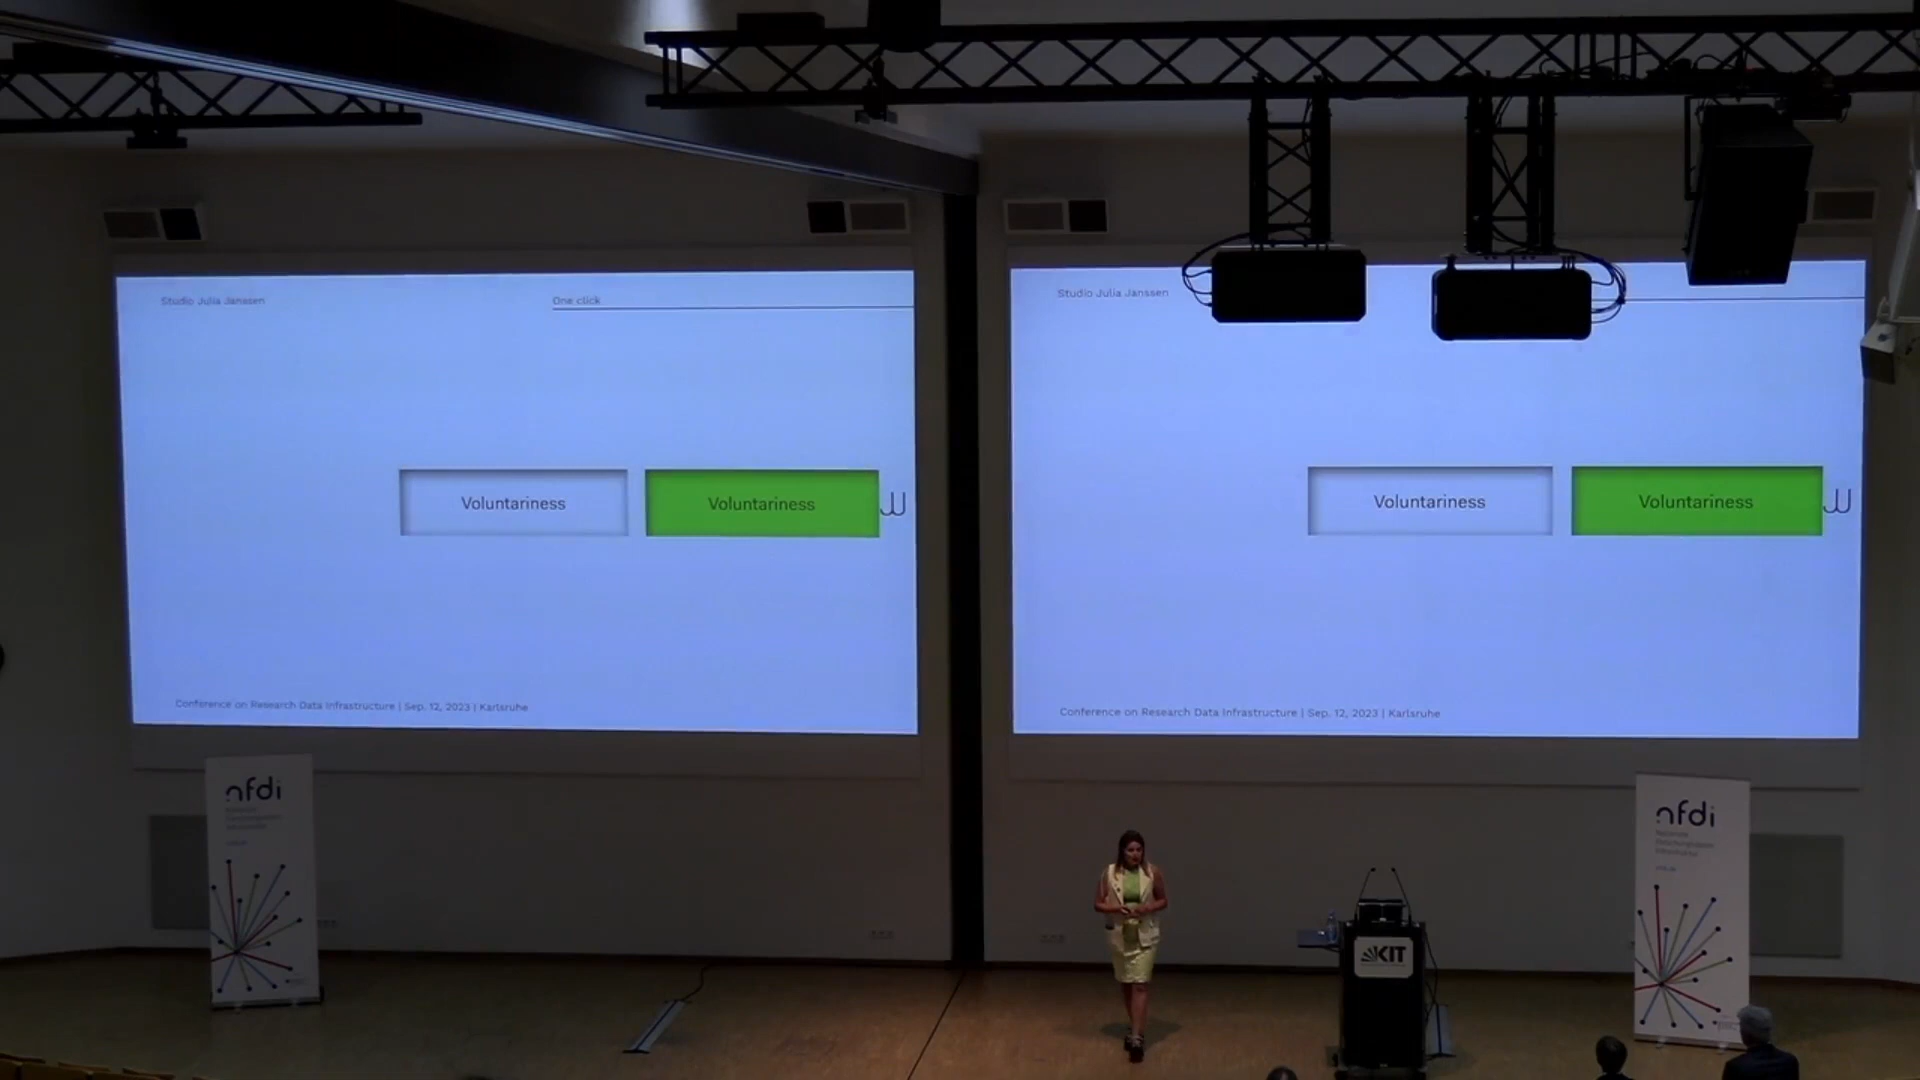 Studio Julia Janssen
One click
Voluntariness
Voluntariness
Conference on Research Data Infrastructure | Sep. 12, 2023 | Karlsruhe
Studio Julia Janssen
Voluntariness
Voluntariness
Conference on Research Data Infrastructure | Sep. 12, 2023 | Karlsruhe
nfdi
KIT
nfdi